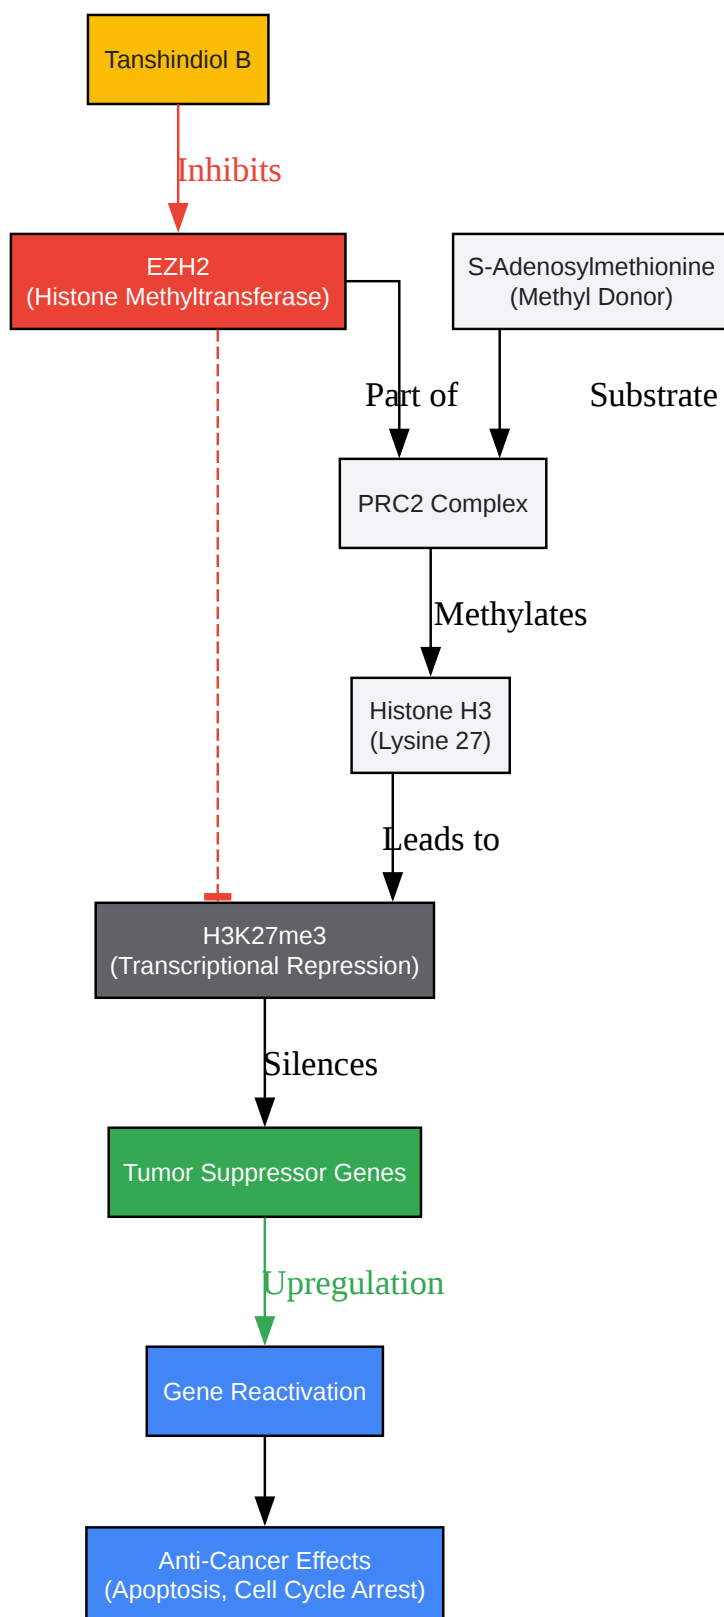 Tanshindiol B
Inhibits
EZH2
(Histone Methyltransferase)
S-Adenosylmethionine
(Methyl Donor)
Part of
Substrate
PRC2 Complex
Methylates
Histone H3
(Lysine 27)
Leads to
H3K27me3
(Transcriptional Repression)
Silences
Tumor Suppressor Genes
Upregulation
Gene Reactivation
Anti-Cancer Effects
(Apoptosis, Cell Cycle Arrest)